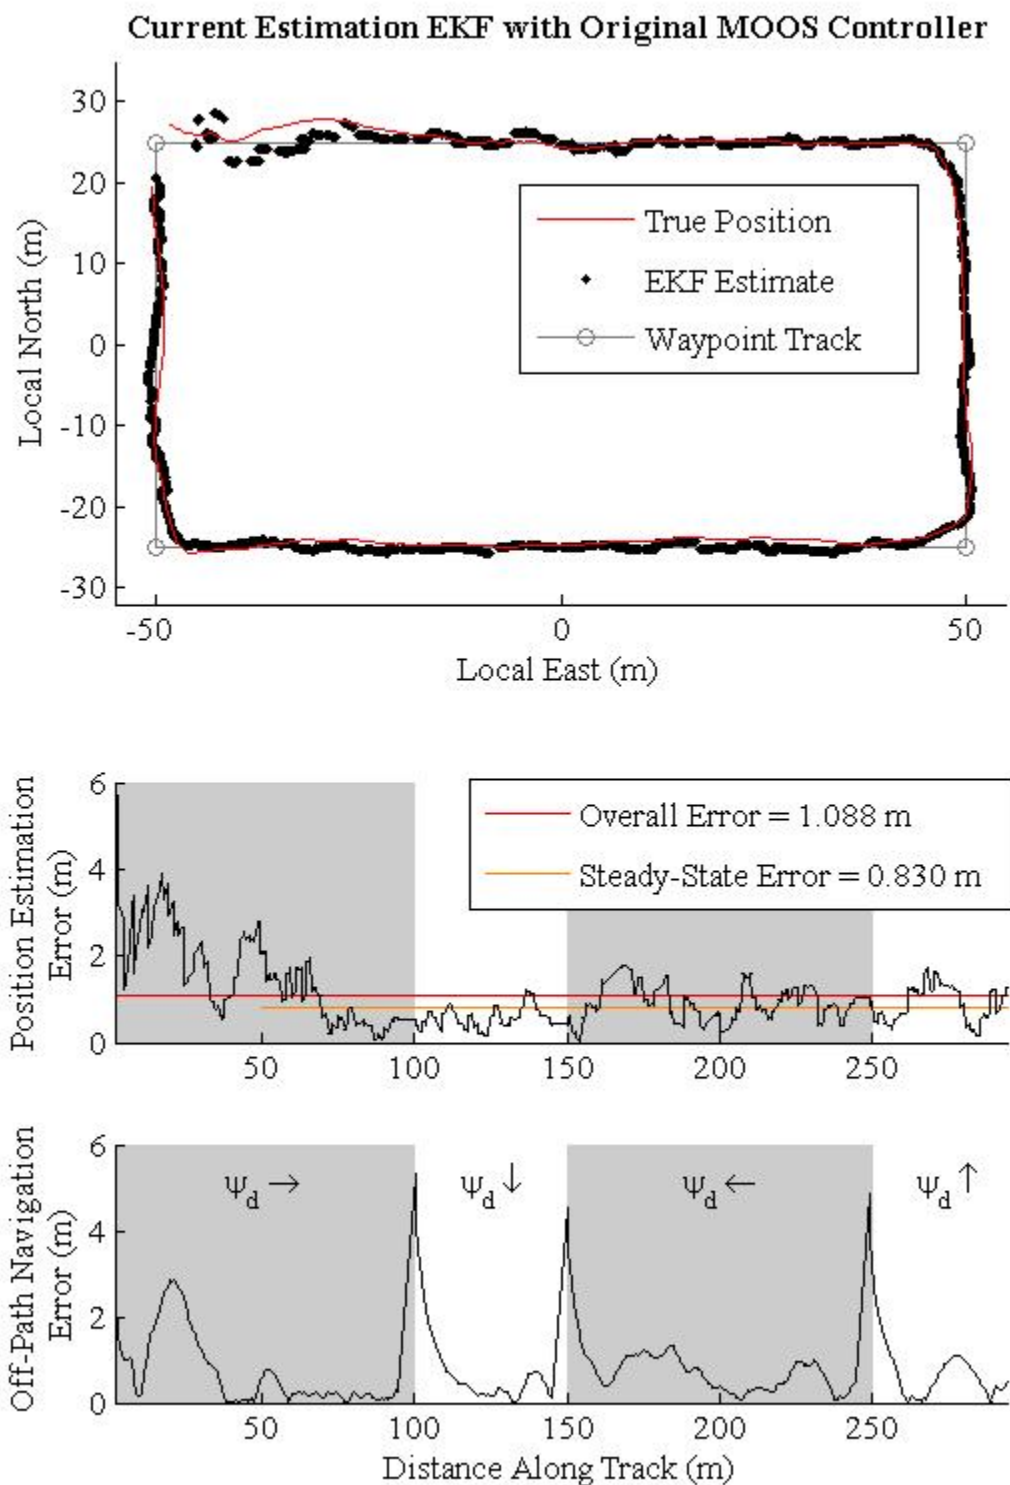 Current Estimation EKF with Original MOOS Controller
30
20
10
0
-10
-20
-30
Local North (m)
True Position
EKF Estimate
Waypoint Track
-50
0
50
Local East (m)
Position Estimation
Error (m)
6
4
2
0
Overall Error = 1.088 m
Steady-State Error = 0.830 m
50
100
150
200
250
Off-Path Navigation
Error (m)
6
4
2
0
Ψd →
Ψd ↓
Ψd ←
Ψd ↑
50
100
150
200
250
Distance Along Track (m)